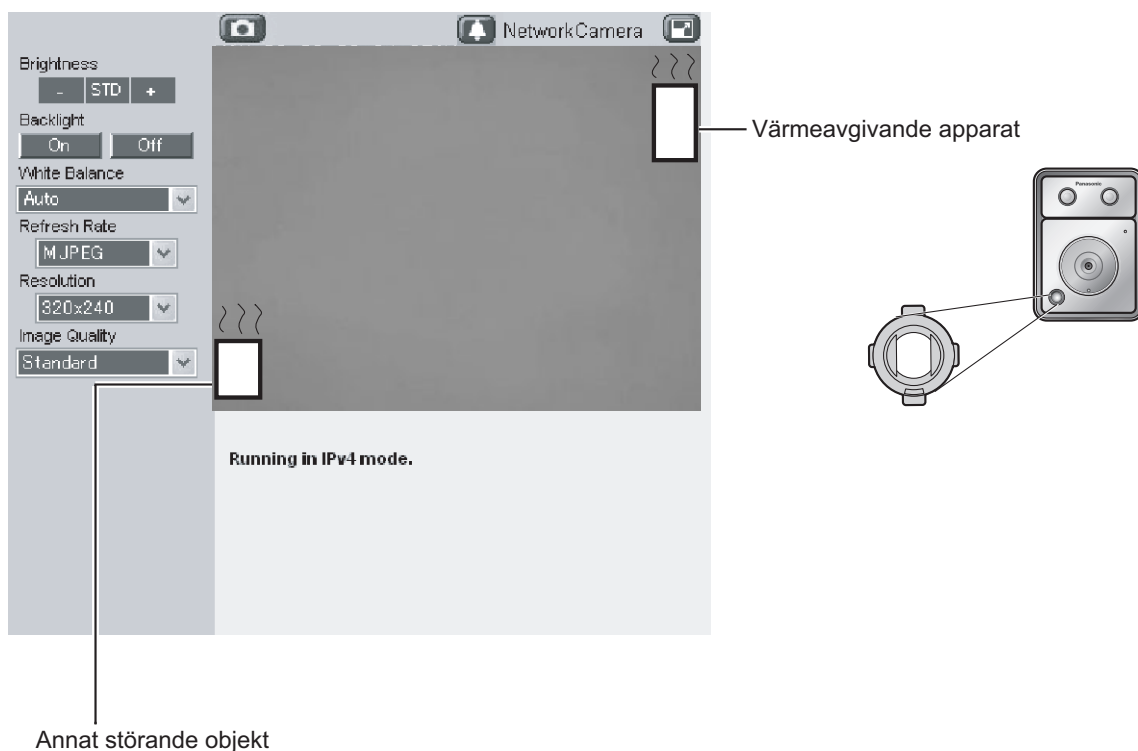 NetworkCamera
Brightness
- STD +
Backlight
On Off
White Balance
Auto
Refresh Rate
MJPEG
Resolution
320x240
Image Quality
Standard
Running in IPv4 mode.
Värmeavgivande apparat
Panasonic
Annat störande objekt